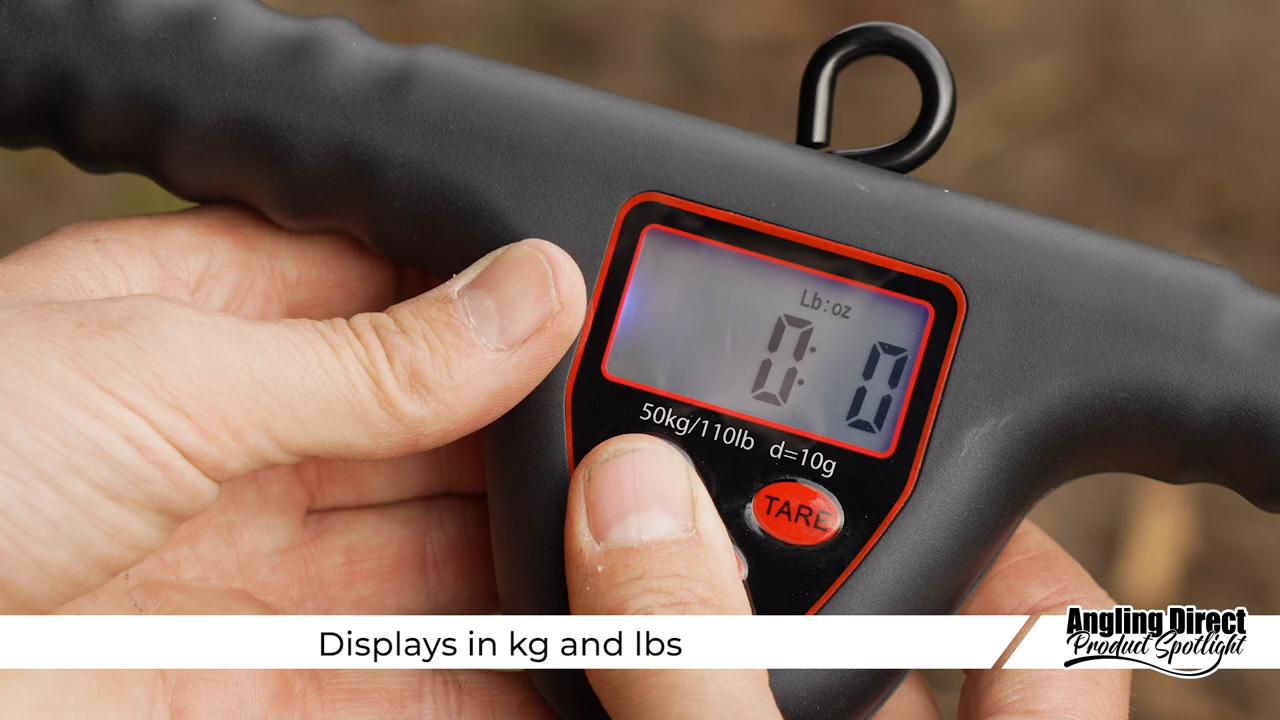 Lb:oz
0: 0
50kg/110lb d=10g
TARE
Displays in kg and lbs
Angling Direct
Product Spotlight